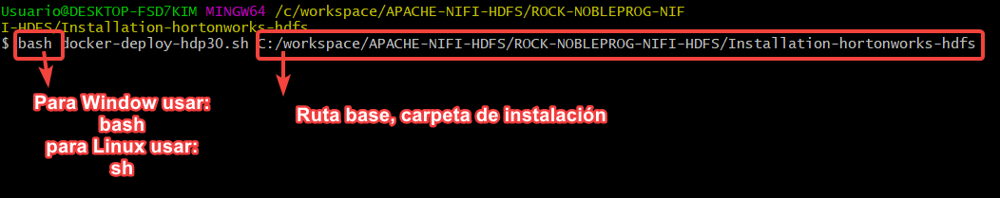 Usuario@DESKTOP-FSD7KIM MINGW64 /c/workspace/APACHE-NIFI-HDFS/ROCK-NOBLEPROG-NIF
I-HDFS/Installation-hortonworks-hdfs
$ bash docker-deploy-hdp30.sh C:/workspace/APACHE-NIFI-HDFS/ROCK-NOBLEPROG-NIFI-HDFS/Installation-hortonworks-hdfs
Para Window usar:
bash
para Linux usar:
sh
Ruta base, carpeta de instalación